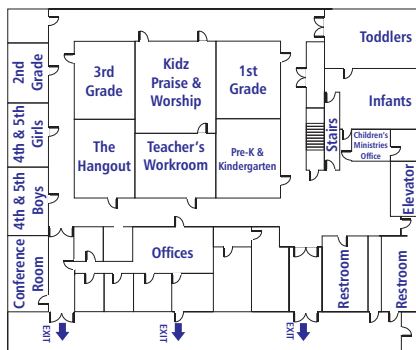 Toddlers
2nd
Grade
3rd
Grade
Kidz
Praise &
Worship
1st
Grade
Infants
4th & 5th
Girls
The
Hangout
Teacher's
Workroom
Pre-K &
Kindergarten
Stairs
Children's
Ministries
Office
4th & 5th
Boys
Elevator
Conference
Room
Offices
Restroom
Restroom
EXIT
EXIT
EXIT